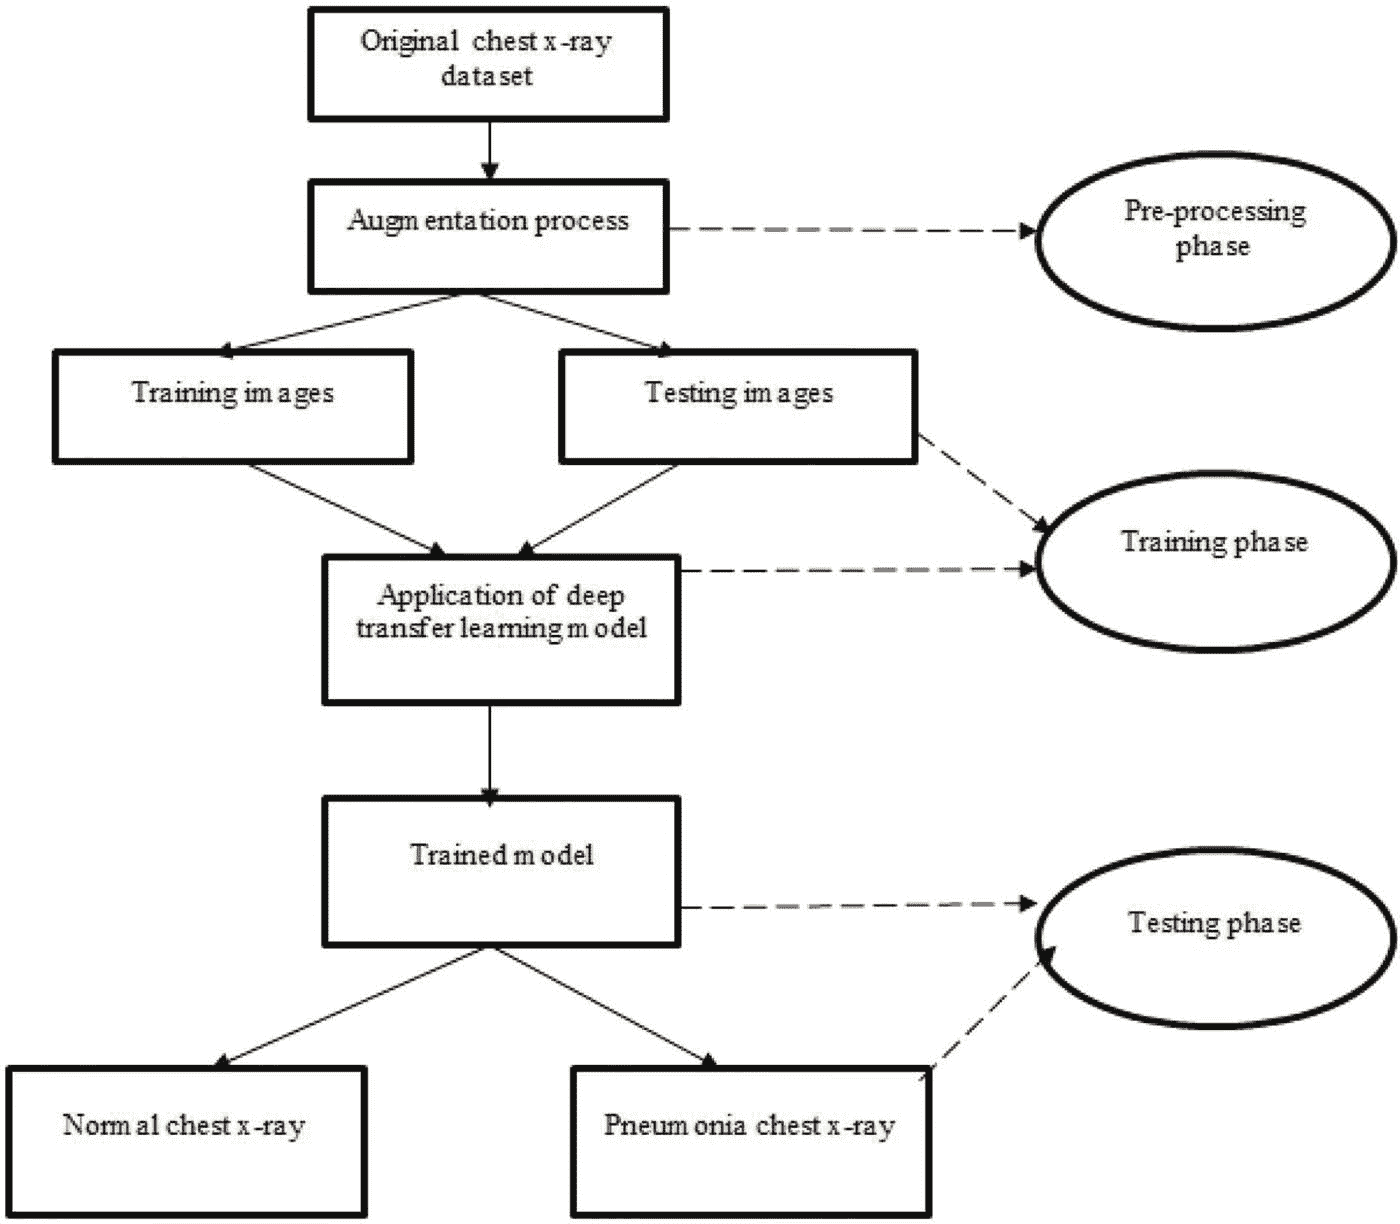 Original chest x-ray
dataset
Augmentation process
Pre-processing
phase
Training images
Testing images
Training phase
Application of deep
transfer learning model
Trained model
Testing phase
Normal chest x-ray
Pneumonia chest x-ray